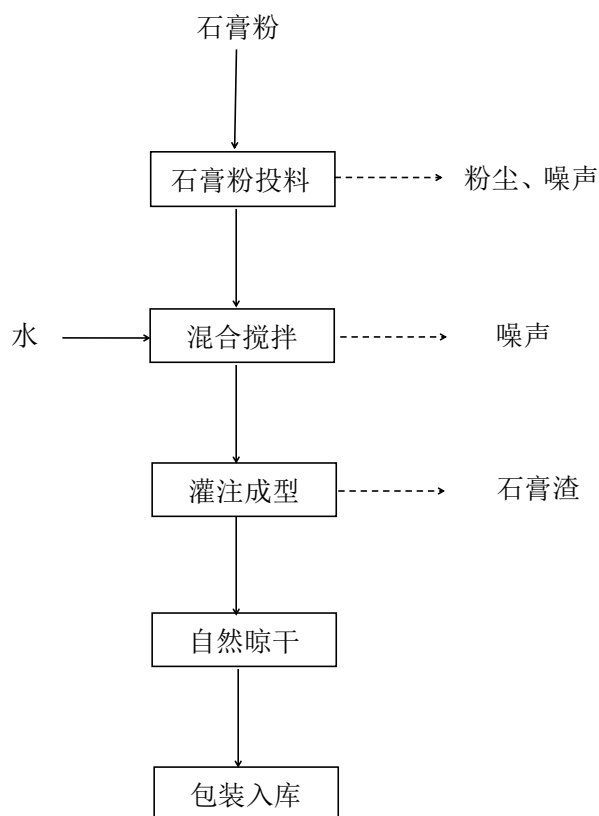 石膏粉
石膏粉投料
粉尘、噪声
水
混合搅拌
噪声
灌注成型
石膏渣
自然晾干
包装入库